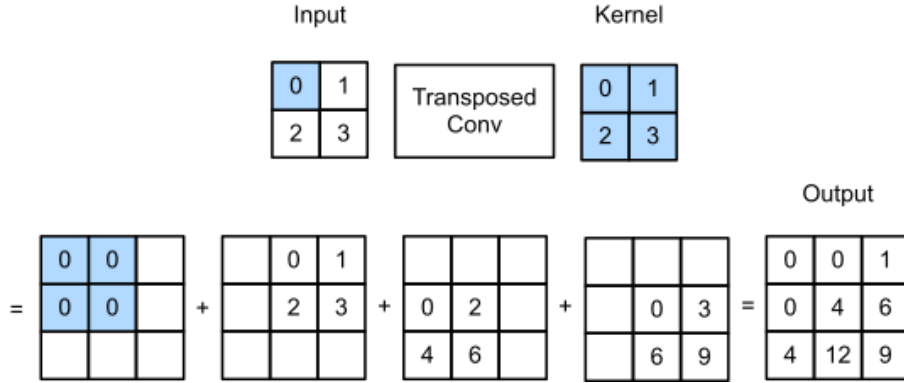 Input Kernel
0 1 Transposed Conv 0 1
2 3 2 3
Output
0 0 0 1 0 0 1
= 0 0 + 2 3 + 0 2 + 0 3 = 0 4 6
4 6 6 9 4 12 9